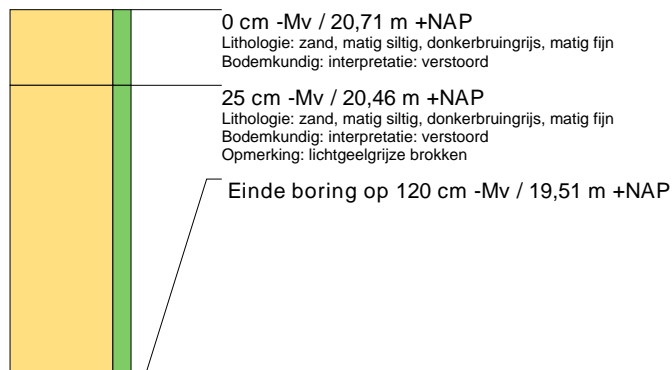 0 cm -Mv / 20,71 m +NAP
Lithologie: zand, matig siltig, donkerbruingrijs, matig fijn
Bodemkundig: interpretatie: verstoord
25 cm -Mv / 20,46 m +NAP
Lithologie: zand, matig siltig, donkerbruingrijs, matig fijn
Bodemkundig: interpretatie: verstoord
Opmerking: lichtgeelgrijze brokken
Einde boring op 120 cm -Mv / 19,51 m +NAP